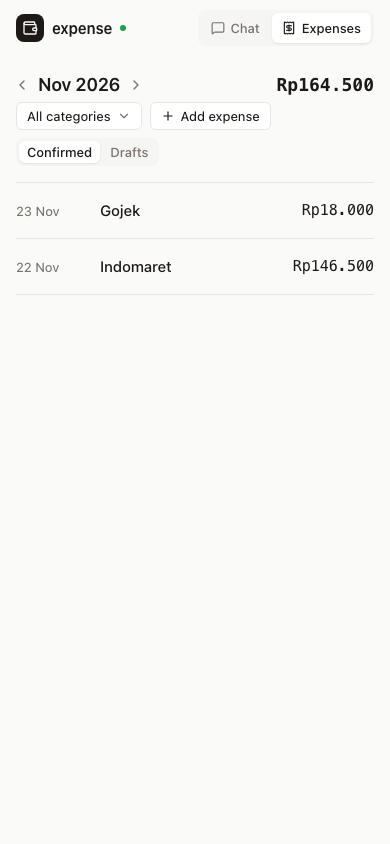 expense
Chat
Expenses
Nov 2026
Rp164.500
All categories
Add expense
Confirmed
Drafts
23 Nov Gojek Rp18.000
22 Nov Indomaret Rp146.500